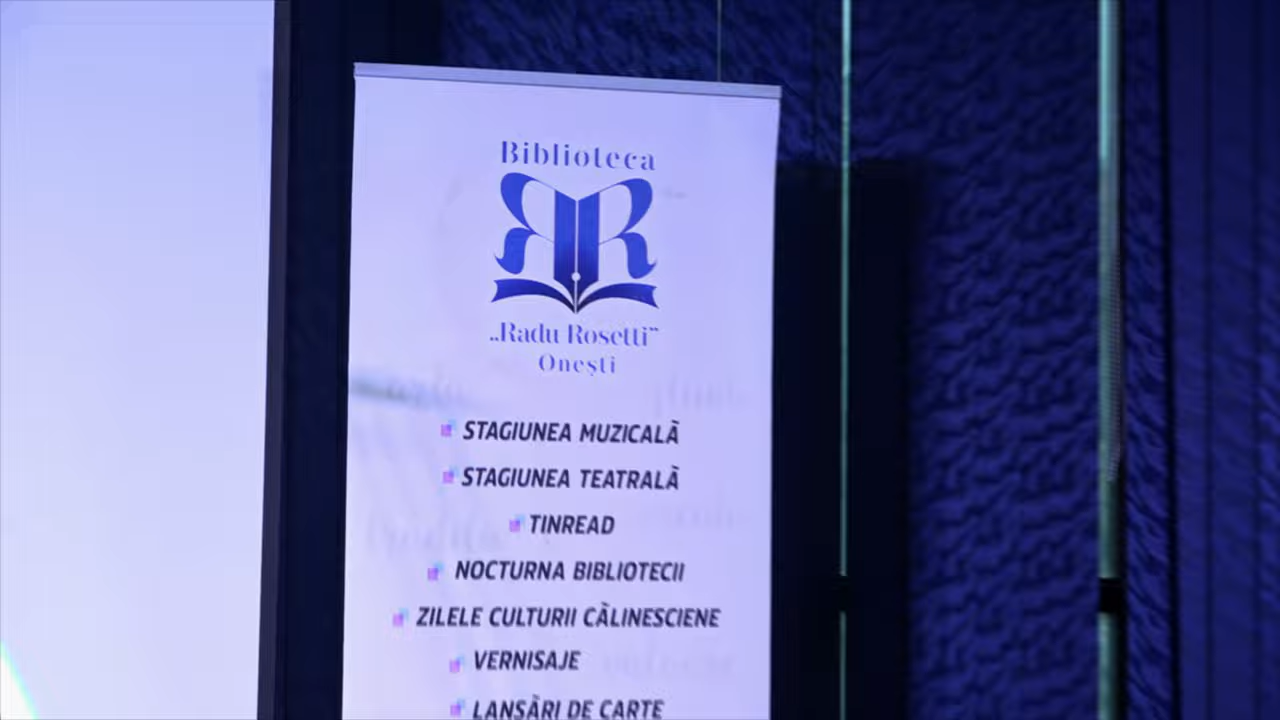 Biblioteca
„Radu Rosetti”
Onești
STAGIUNEA MUZICALĂ
STAGIUNEA TEATRALĂ
TINREAD
NOCTURNA BIBLIOTECII
ZILELE CULTURII CĂLINESCIENE
VERNISAJE
LANSĂRI DE CARTE